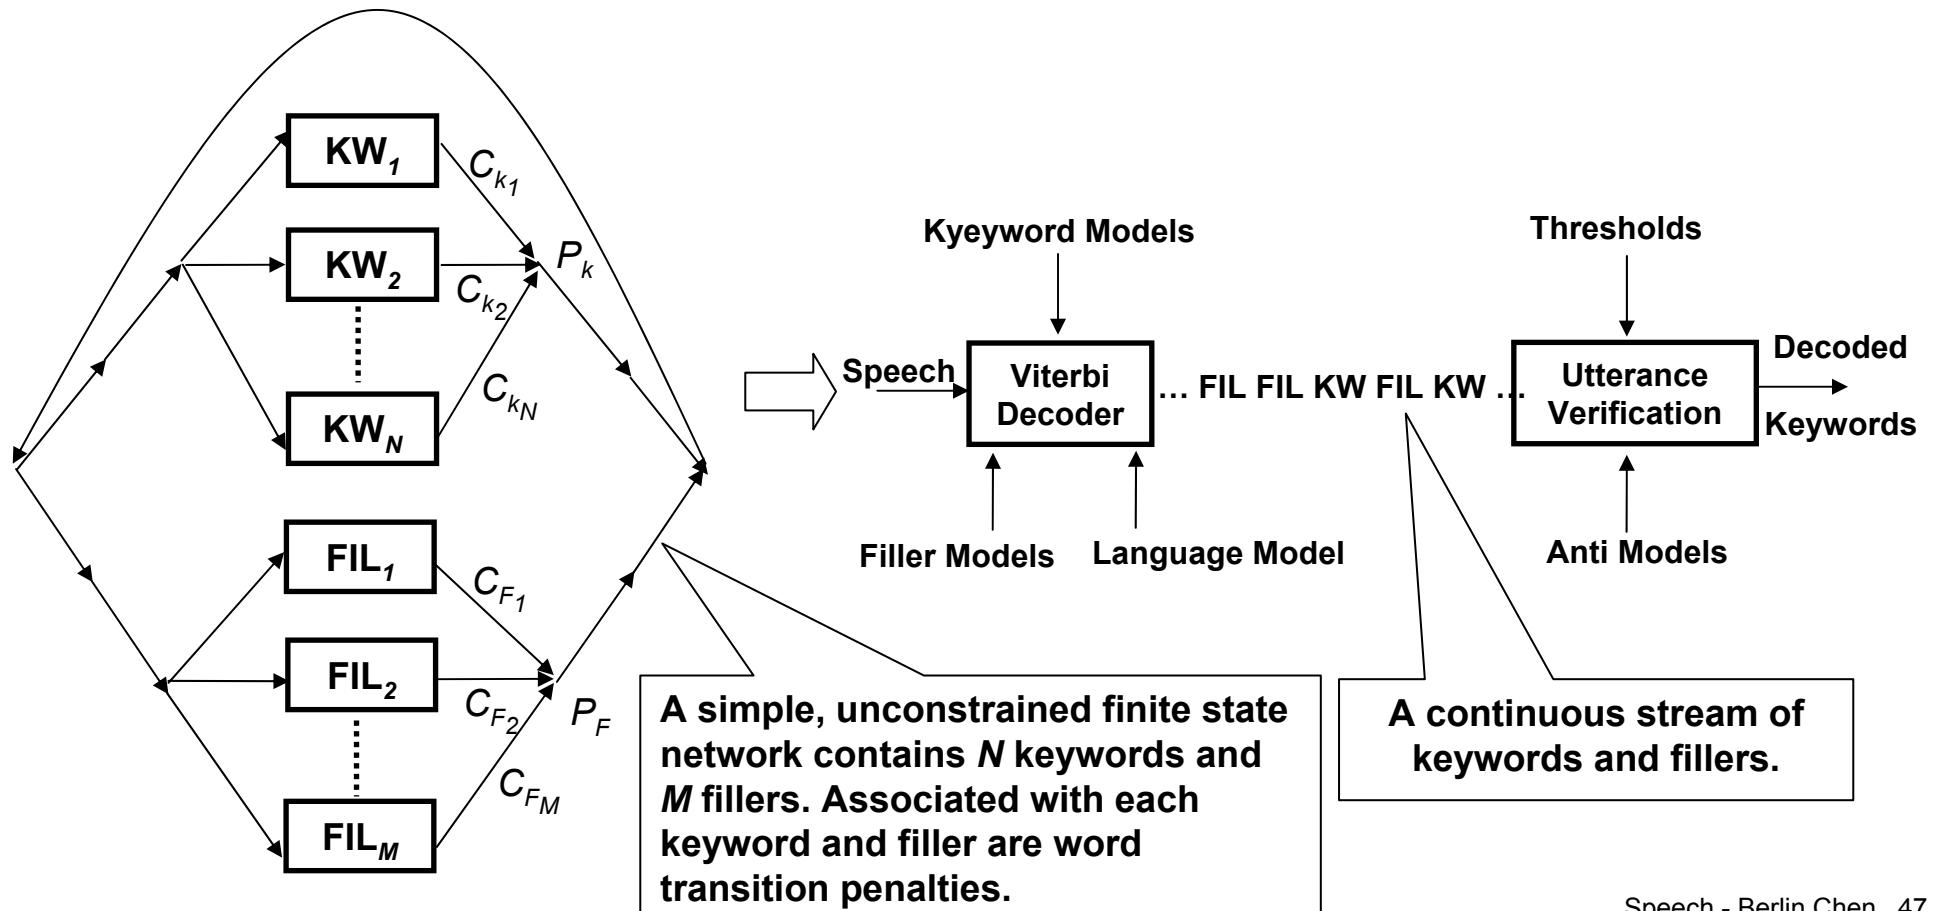 KW1
Ck1
KW2
Ck2
Pk
KWN
CkN
FIL1
CF1
FIL2
CF2
PF
FILM
CFM
Kyeyword Models
Thresholds
Speech
Viterbi
Decoder
… FIL FIL KW FIL KW …
Utterance
Verification
Decoded
Keywords
Filler Models
Language Model
Anti Models
A simple, unconstrained finite state
network contains N keywords and
M fillers. Associated with each
keyword and filler are word
transition penalties.
A continuous stream of
keywords and fillers.
Speech - Berlin Chen 47